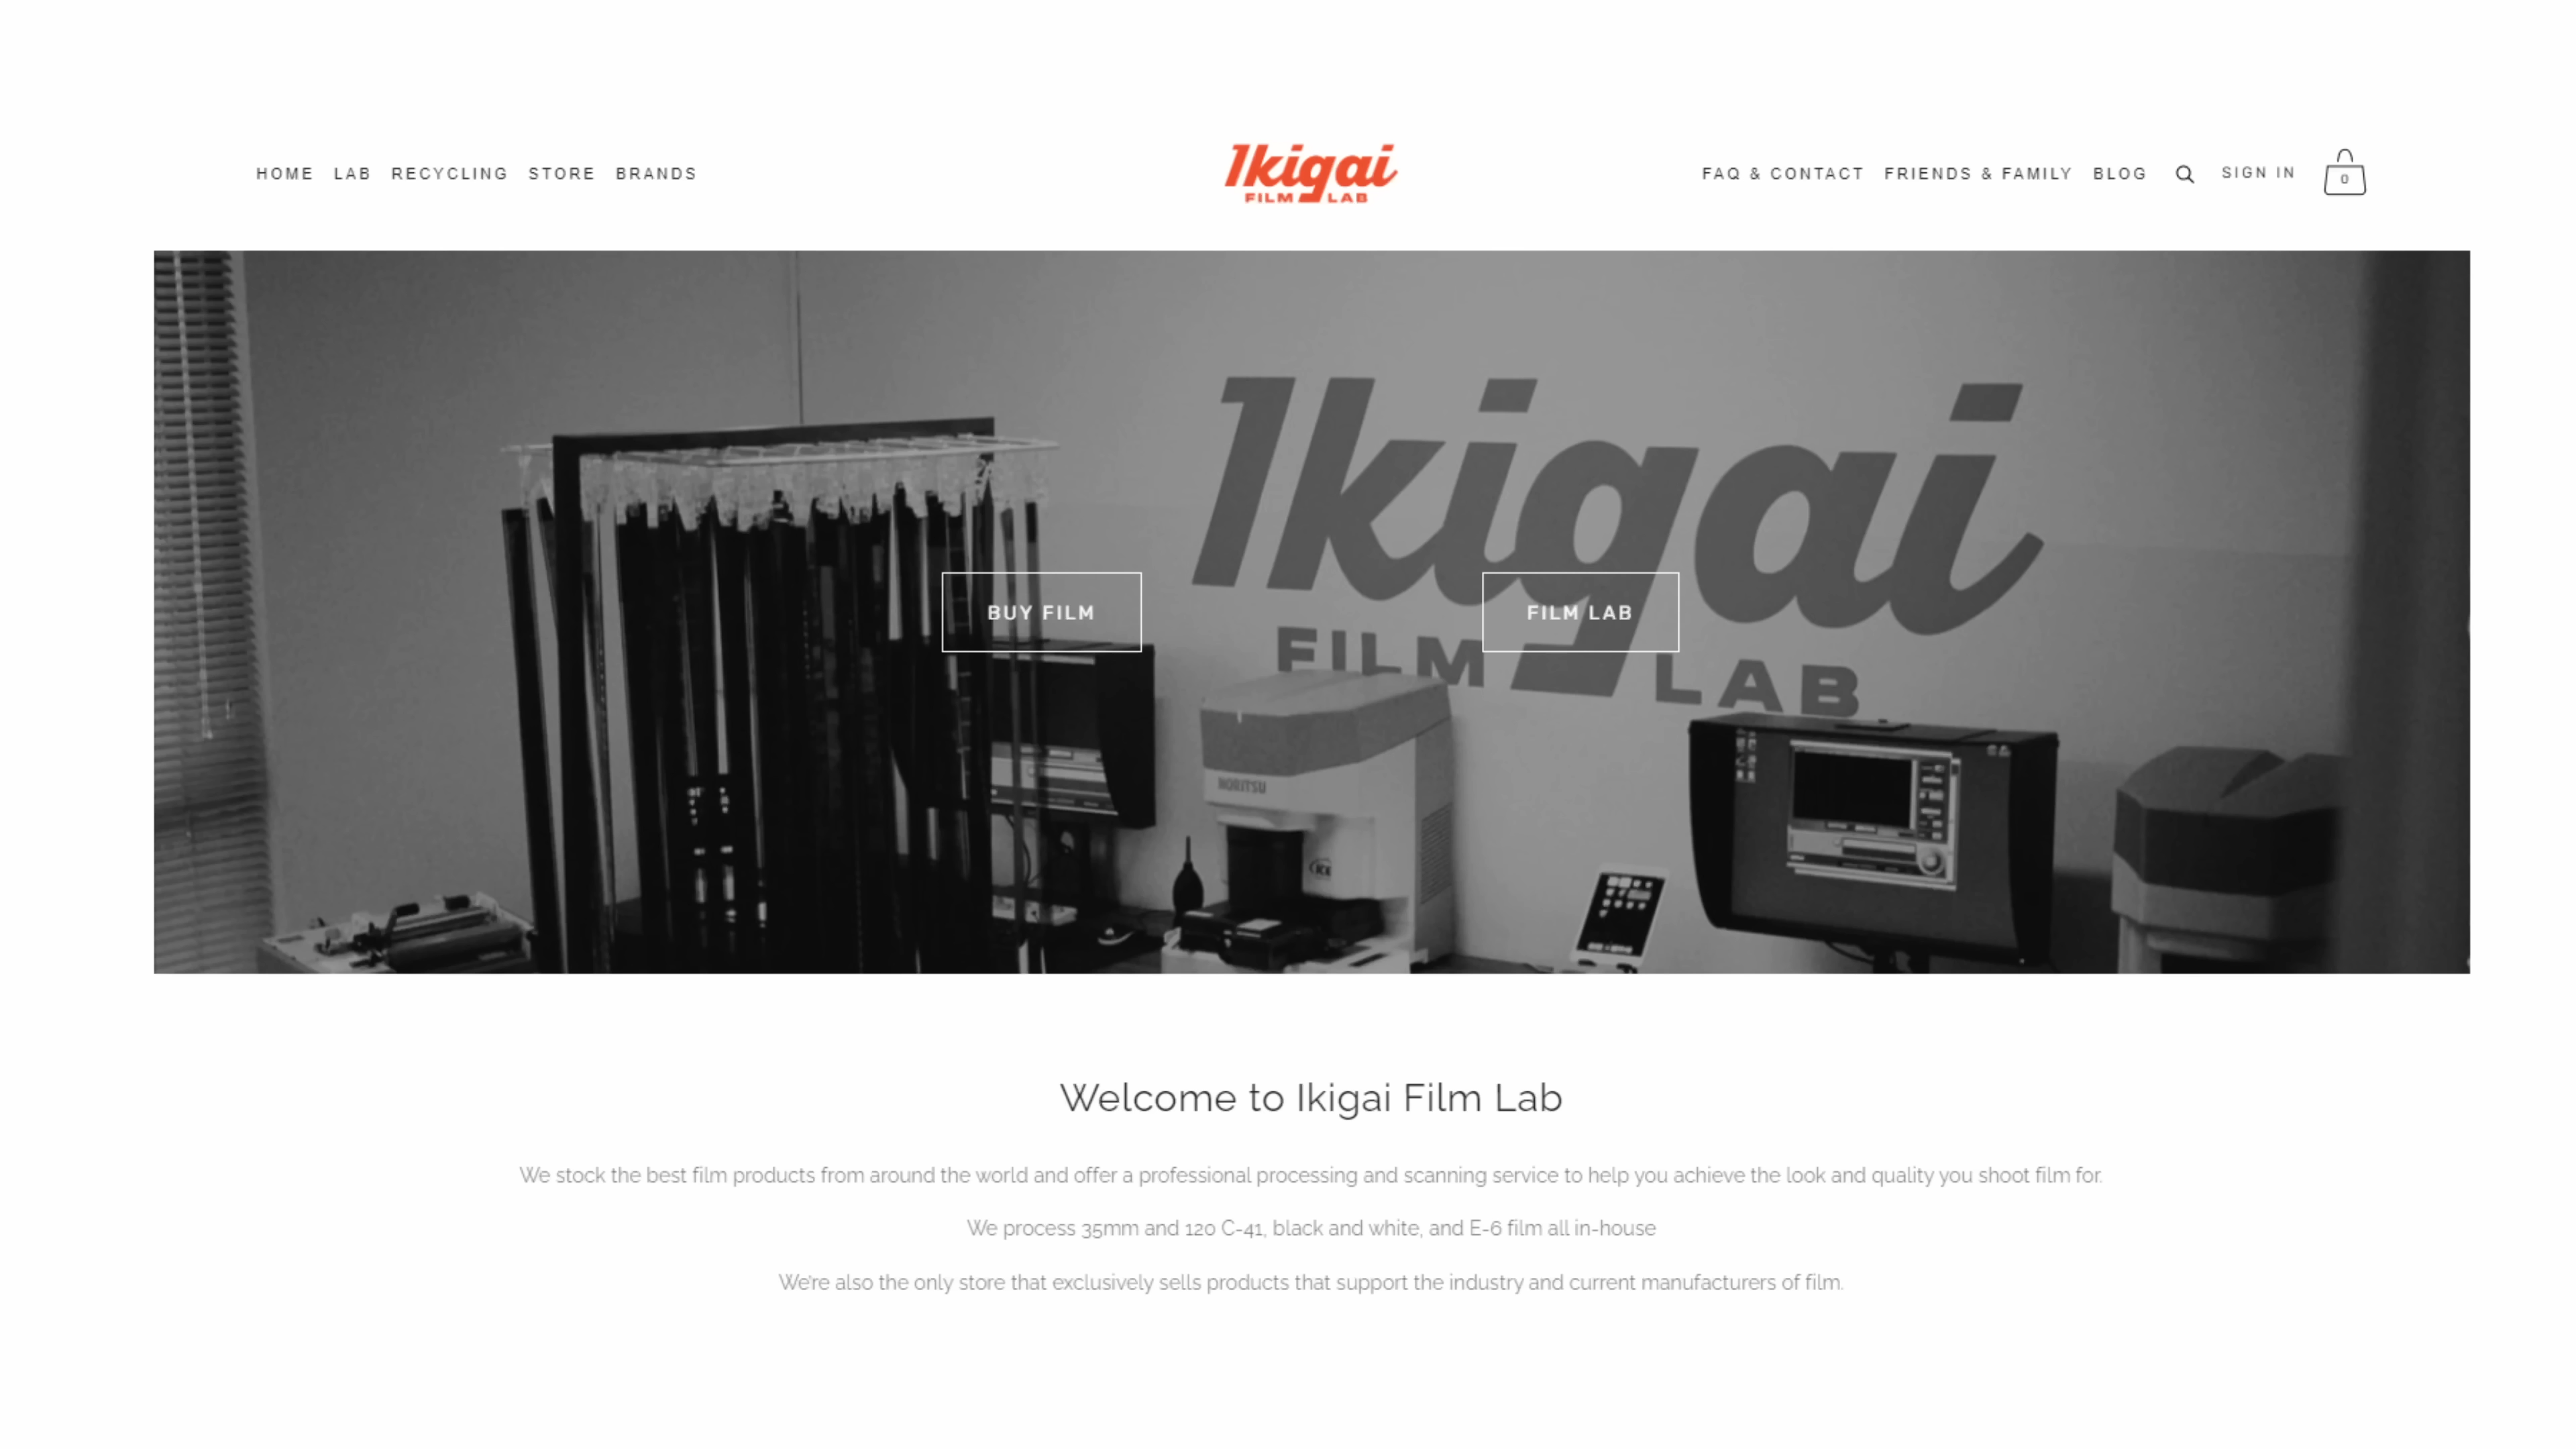 HOME LAB RECYCLING STORE BRANDS
Ikigai
FILM LAB
FAQ & CONTACT FRIENDS & FAMILY BLOG SIGN IN 0
Ikigai
FILM LAB
BUY FILM
FILM LAB
NORITSU
Welcome to Ikigai Film Lab
We stock the best film products from around the world and offer a professional processing and scanning service to help you achieve the look and quality you shoot film for.
We process 35mm and 120 C-41, black and white, and E-6 film all in-house
We're also the only store that exclusively sells products that support the industry and current manufacturers of film.